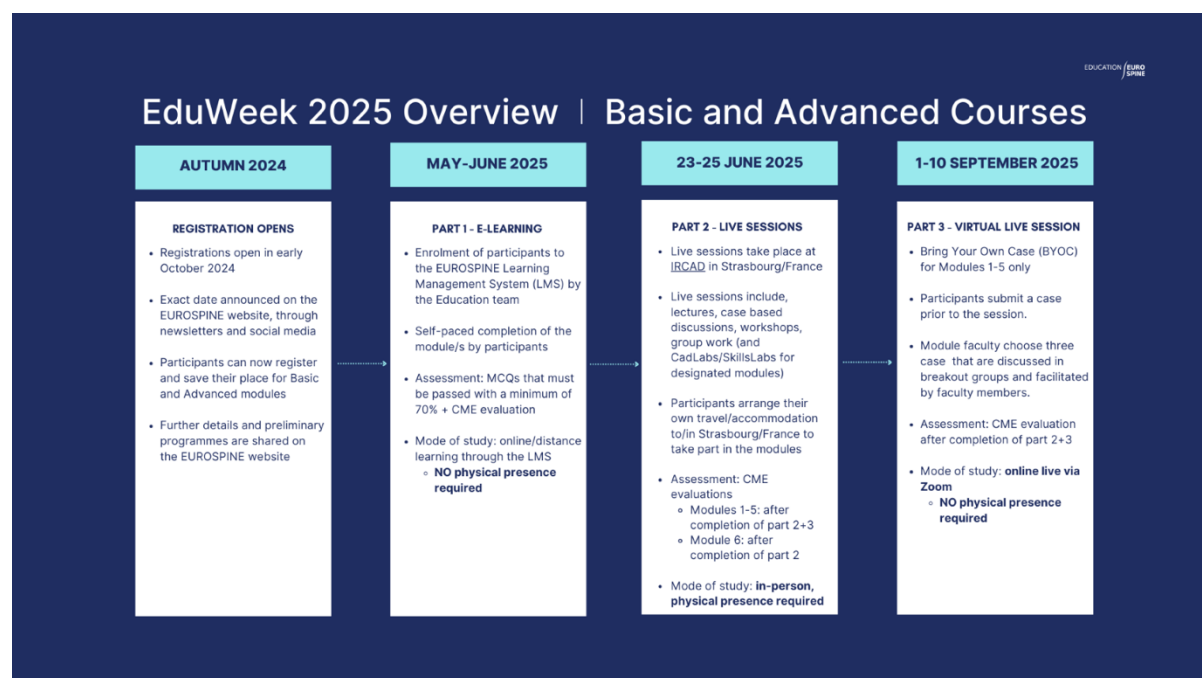 EDUCATION EURO
SPINE
EduWeek 2025 Overview | Basic and Advanced Courses
AUTUMN 2024
REGISTRATION OPENS
• Registrations open in early
October 2024
• Exact date announced on the
EUROSPINE website, through
newsletters and social media
• Participants can now register
and save their place for Basic
and Advanced modules
• Further details and preliminary
programmes are shared on
the EUROSPINE website
MAY-JUNE 2025
PART 1 - E-LEARNING
• Enrolment of participants to
the EUROSPINE Learning
Management System (LMS) by
the Education team
• Self-paced completion of the
module/s by participants
• Assessment: MCQs that must
be passed with a minimum of
70% + CME evaluation
• Mode of study: online/distance
learning through the LMS
◦ NO physical presence
required
23-25 JUNE 2025
PART 2 - LIVE SESSIONS
• Live sessions take place at
IRCAD in Strasbourg/France
• Live sessions include,
lectures, case based
discussions, workshops,
group work (and
CadLabs/SkillsLabs for
designated modules)
• Participants arrange their
own travel/accommodation
to/in Strasbourg/France to
take part in the modules
• Assessment: CME
evaluations
◦ Modules 1-5: after
completion of part 2+3
◦ Module 6: after
completion of part 2
• Mode of study: in-person,
physical presence required
1-10 SEPTEMBER 2025
PART 3 - VIRTUAL LIVE SESSION
• Bring Your Own Case (BYOC)
for Modules 1-5 only
• Participants submit a case
prior to the session.
• Module faculty choose three
case that are discussed in
breakout groups and facilitated
by faculty members.
• Assessment: CME evaluation
after completion of part 2+3
• Mode of study: online live via
Zoom
◦ NO physical presence
required